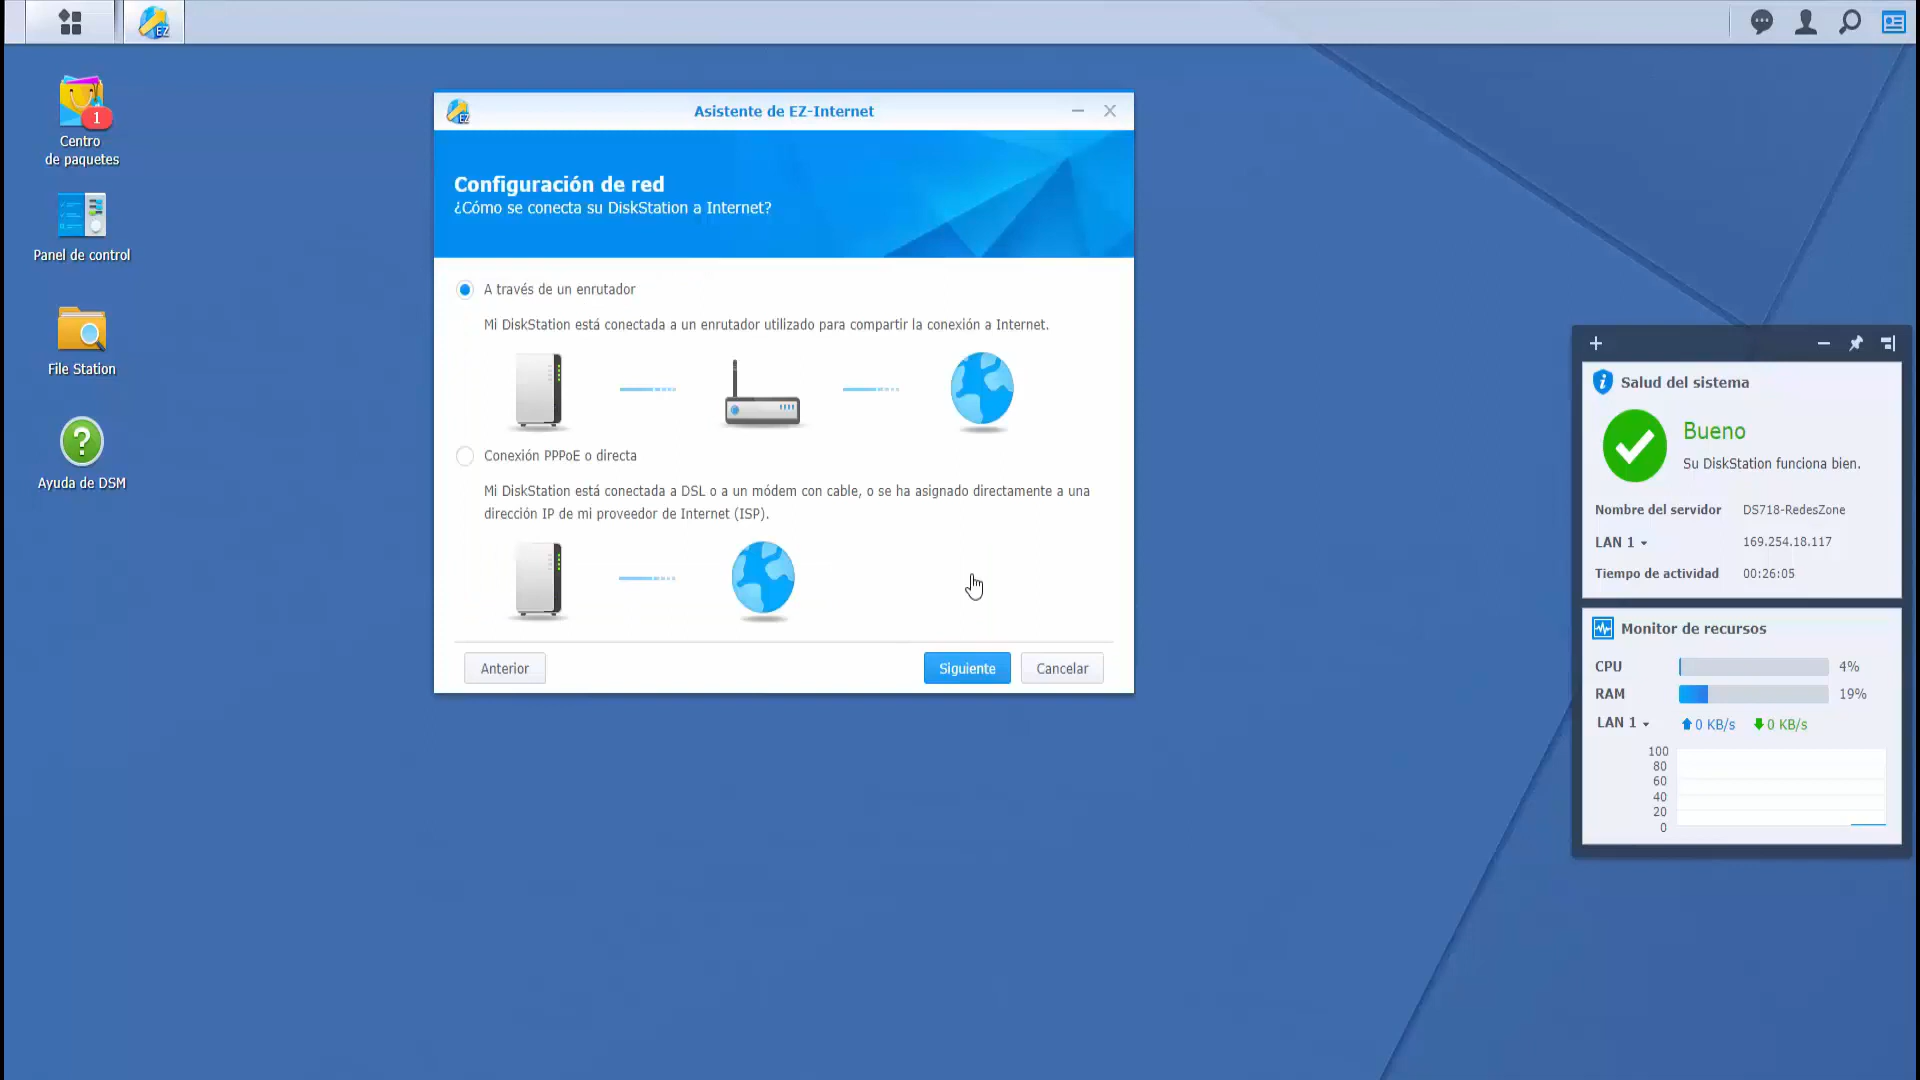 EZ
1
Centro
de paquetes
Panel de control
File Station
?
Ayuda de DSM
EZ
Asistente de EZ-Internet
Configuración de red
¿Cómo se conecta su DiskStation a Internet?
A través de un enrutador
Mi DiskStation está conectada a un enrutador utilizado para compartir la conexión a Internet.
Conexión PPPoE o directa
Mi DiskStation está conectada a DSL o a un módem con cable, o se ha asignado directamente a una
dirección IP de mi proveedor de Internet (ISP).
Anterior
Siguiente
Cancelar
Salud del sistema
Bueno
Su DiskStation funciona bien.
Nombre del servidor DS718-RedesZone
LAN 1 169.254.18.117
Tiempo de actividad 00:26:05
Monitor de recursos
CPU 4%
RAM 19%
LAN 1 0 KB/s 0 KB/s
100
80
60
40
20
0